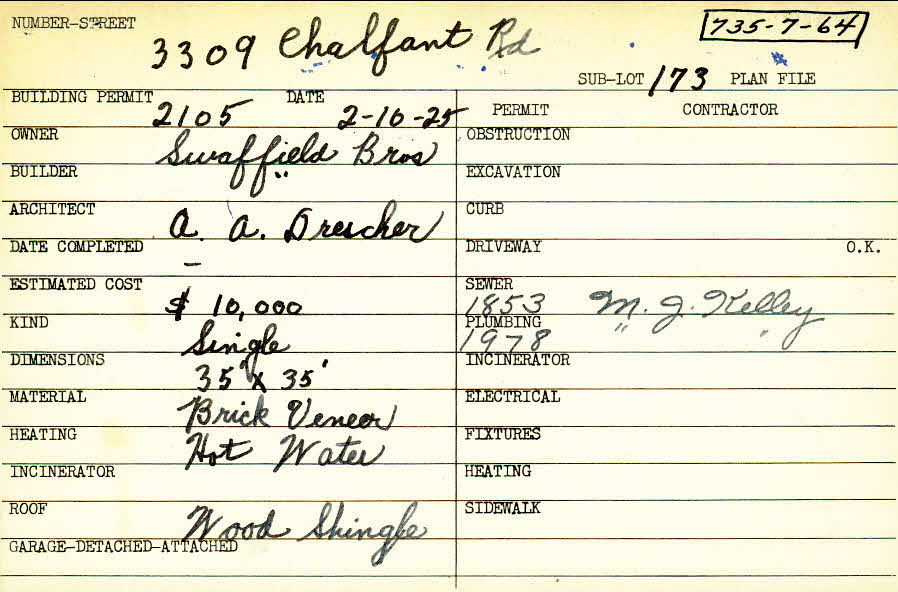 NUMBER-STREET 3309 Chalfant Rd 735-7-64
SUB-LOT 173 PLAN FILE
BUILDING PERMIT 2105 DATE 2-10-25
OWNER Swaffield Bros
BUILDER "
ARCHITECT A. A. Drescher
DATE COMPLETED –
ESTIMATED COST $ 10,000
KIND Single
DIMENSIONS 35' x 35'
MATERIAL Brick Veneer
HEATING Hot Water
INCINERATOR
ROOF Wood Shingle
GARAGE-DETACHED-ATTACHED
PERMIT CONTRACTOR
OBSTRUCTION
EXCAVATION
CURB
DRIVEWAY O.K.
SEWER 1853 M. J. Kelley
PLUMBING 1978 " "
INCINERATOR
ELECTRICAL
FIXTURES
HEATING
SIDEWALK